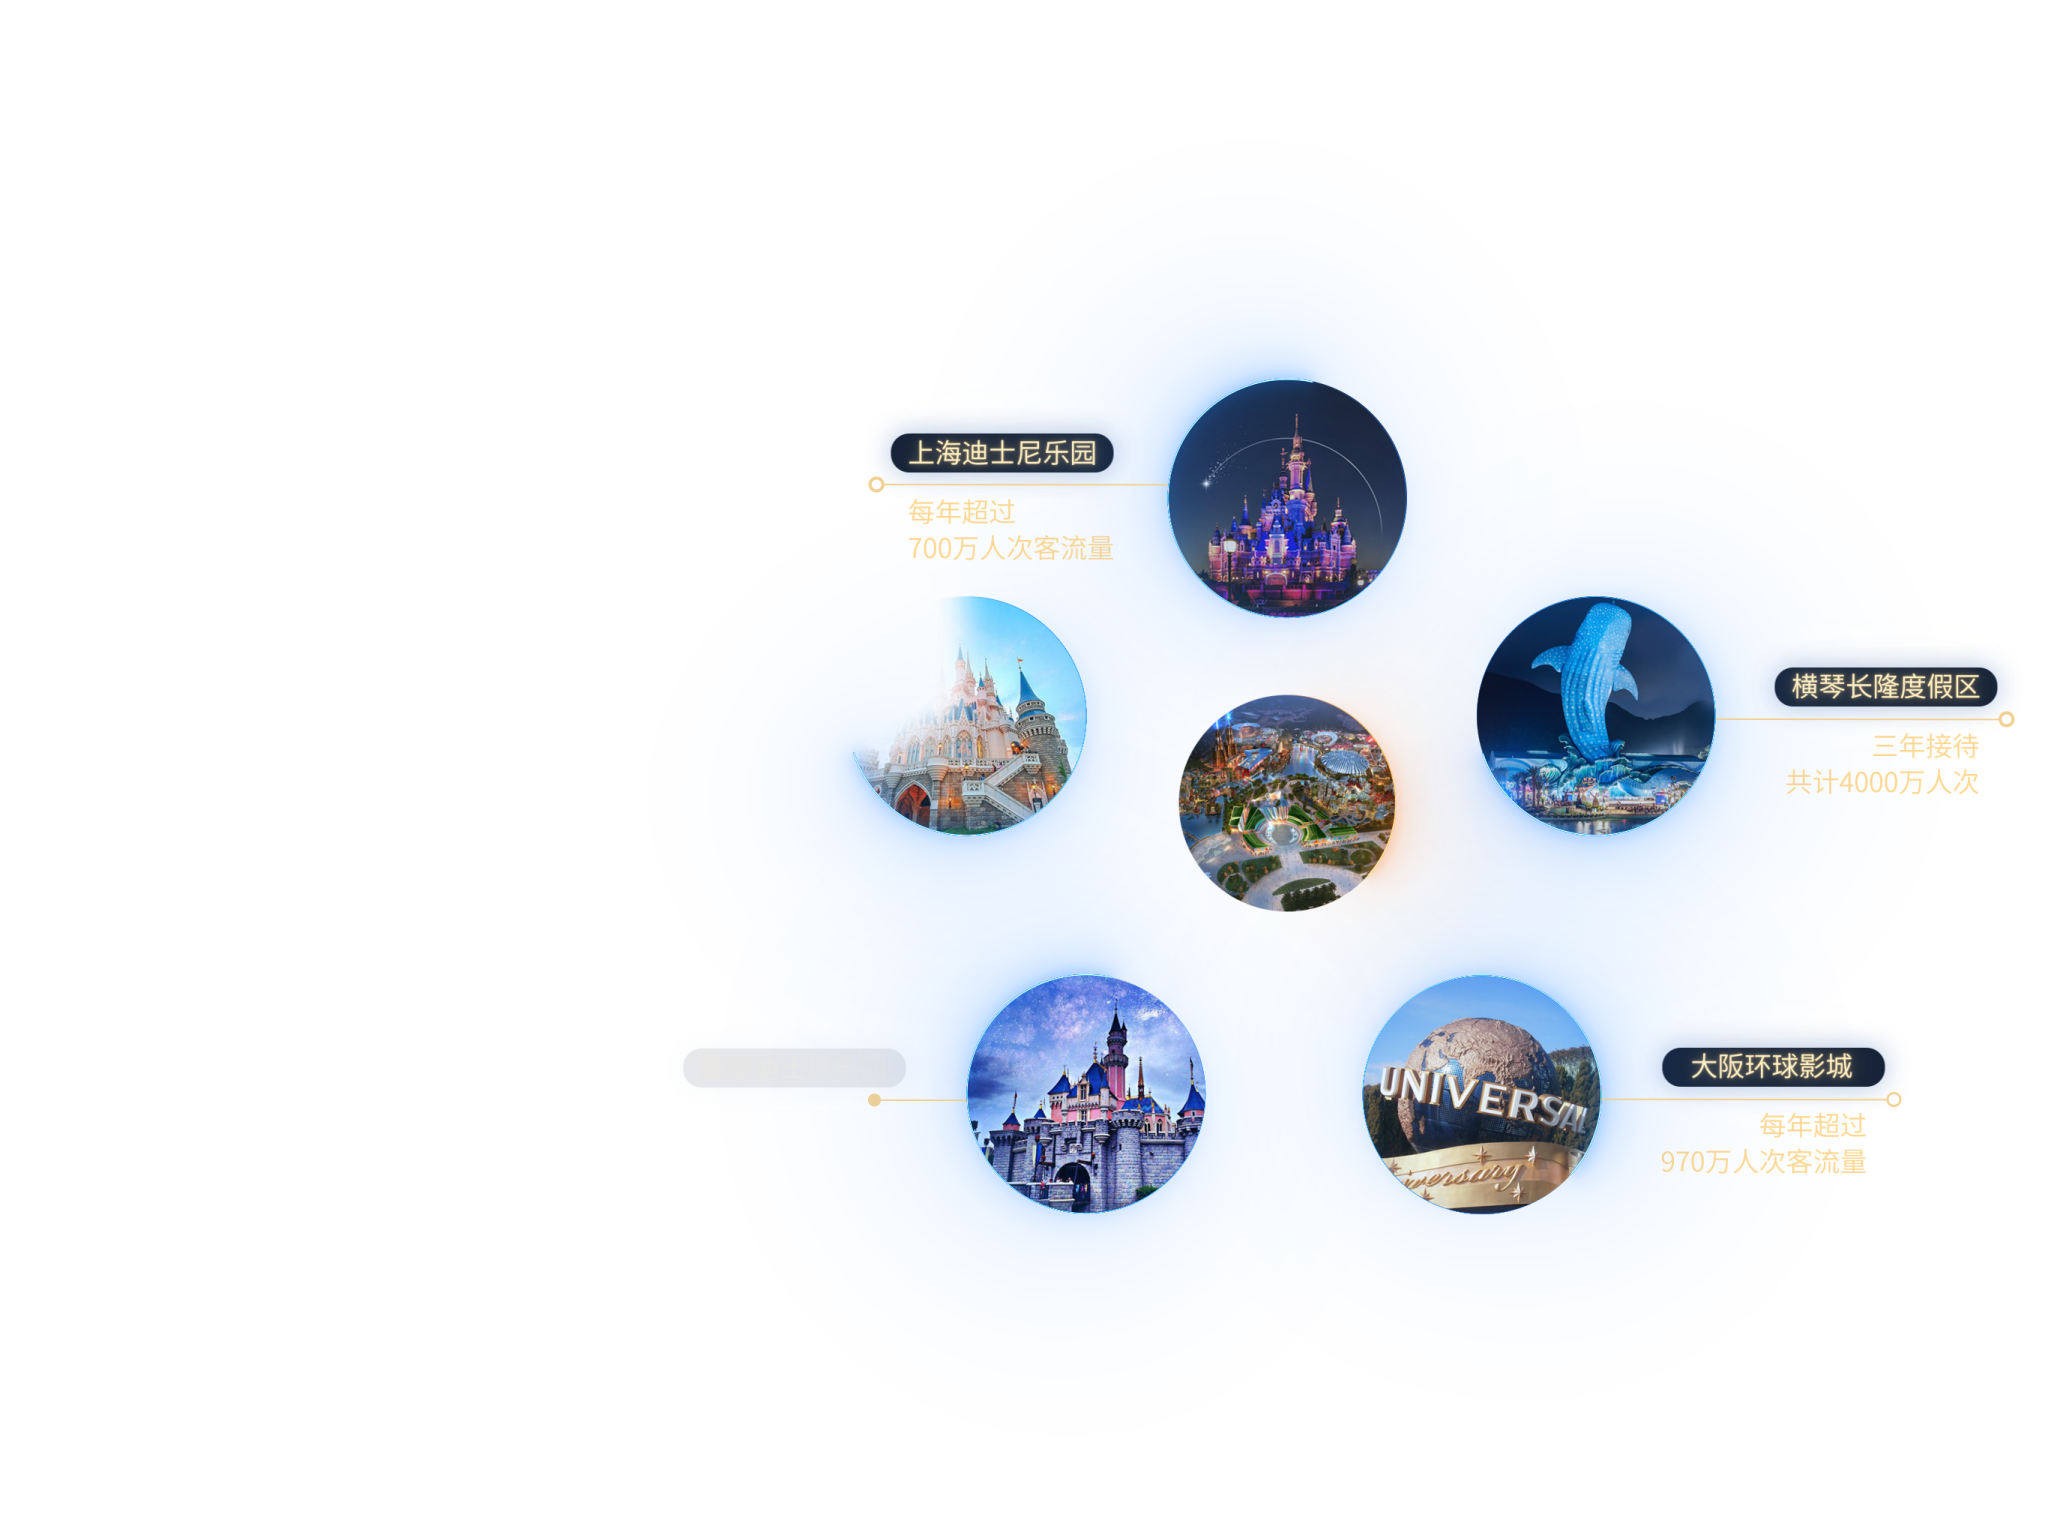 上海迪士尼乐园
每年超过
700万人次客流量
横琴长隆度假区
三年接待
共计4000万人次
UNIVERSAL
iversary
大阪环球影城
每年超过
970万人次客流量